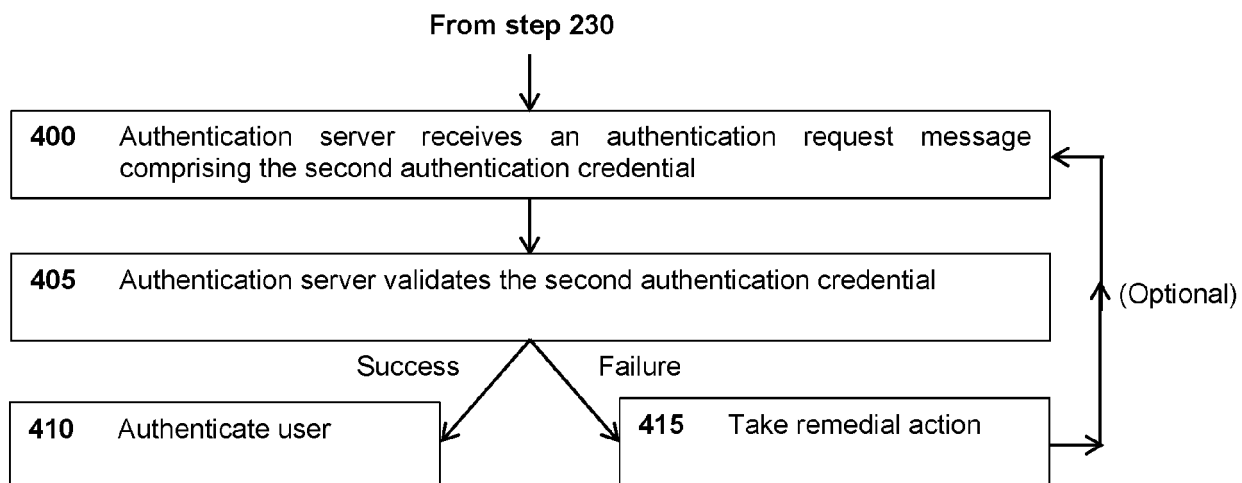 From step 230
400 Authentication server receives an authentication request message
comprising the second authentication credential
405 Authentication server validates the second authentication credential
(Optional)
Success Failure
410 Authenticate user
415 Take remedial action